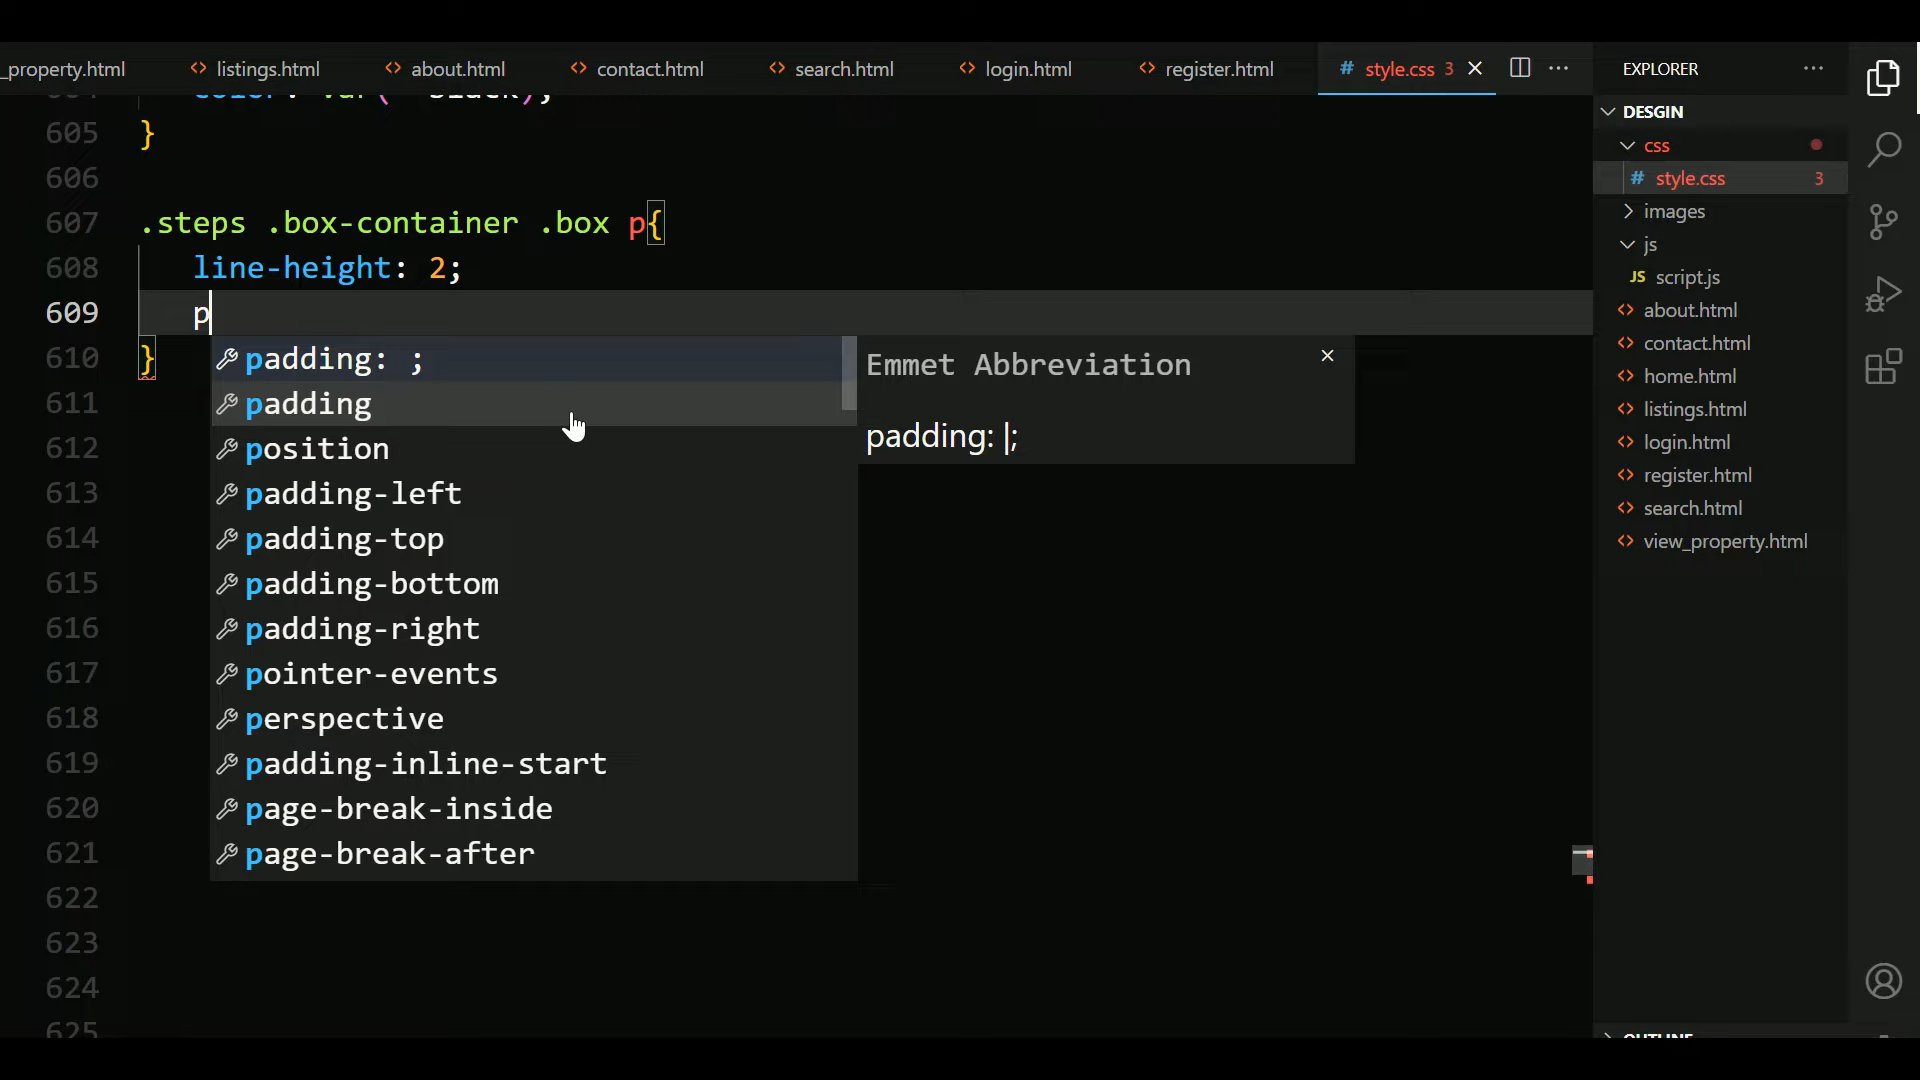 _property.html
listings.html
about.html
contact.html
search.html
login.html
register.html
# style.css 3
EXPLORER
605 }
606
607 .steps .box-container .box p{
608 line-height: 2;
609 p
610 }
611
612
613
614
615
616
617
618
619
620
621
622
623
624
625
padding: ;
padding
position
padding-left
padding-top
padding-bottom
padding-right
pointer-events
perspective
padding-inline-start
page-break-inside
page-break-after
Emmet Abbreviation
padding: |;
DESGIN
css
# style.css 3
images
js
JS script.js
about.html
contact.html
home.html
listings.html
login.html
register.html
search.html
view_property.html
OUTLINE